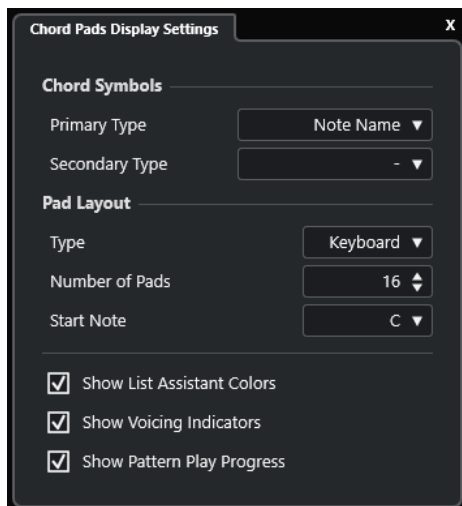 Chord Pads Display Settings X
Chord Symbols
Primary Type Note Name
Secondary Type -
Pad Layout
Type Keyboard
Number of Pads 16
Start Note C
Show List Assistant Colors
Show Voicing Indicators
Show Pattern Play Progress